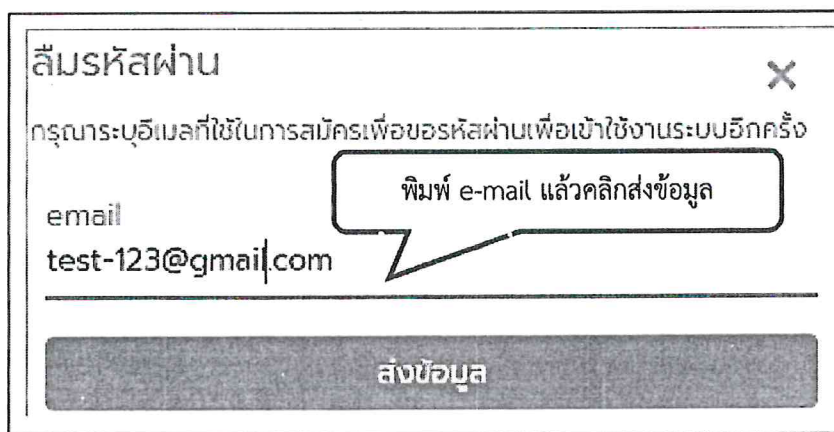 ลืมรหัสผ่าน
กรุณาระบุอีเมลที่ใช้ในการสมัครเพื่อขอรหัสผ่านเพื่อเข้าใช้งานระบบอีกครั้ง
พิมพ์ e-mail แล้วคลิกส่งข้อมูล
email
test-123@gmail.com
ส่งข้อมูล